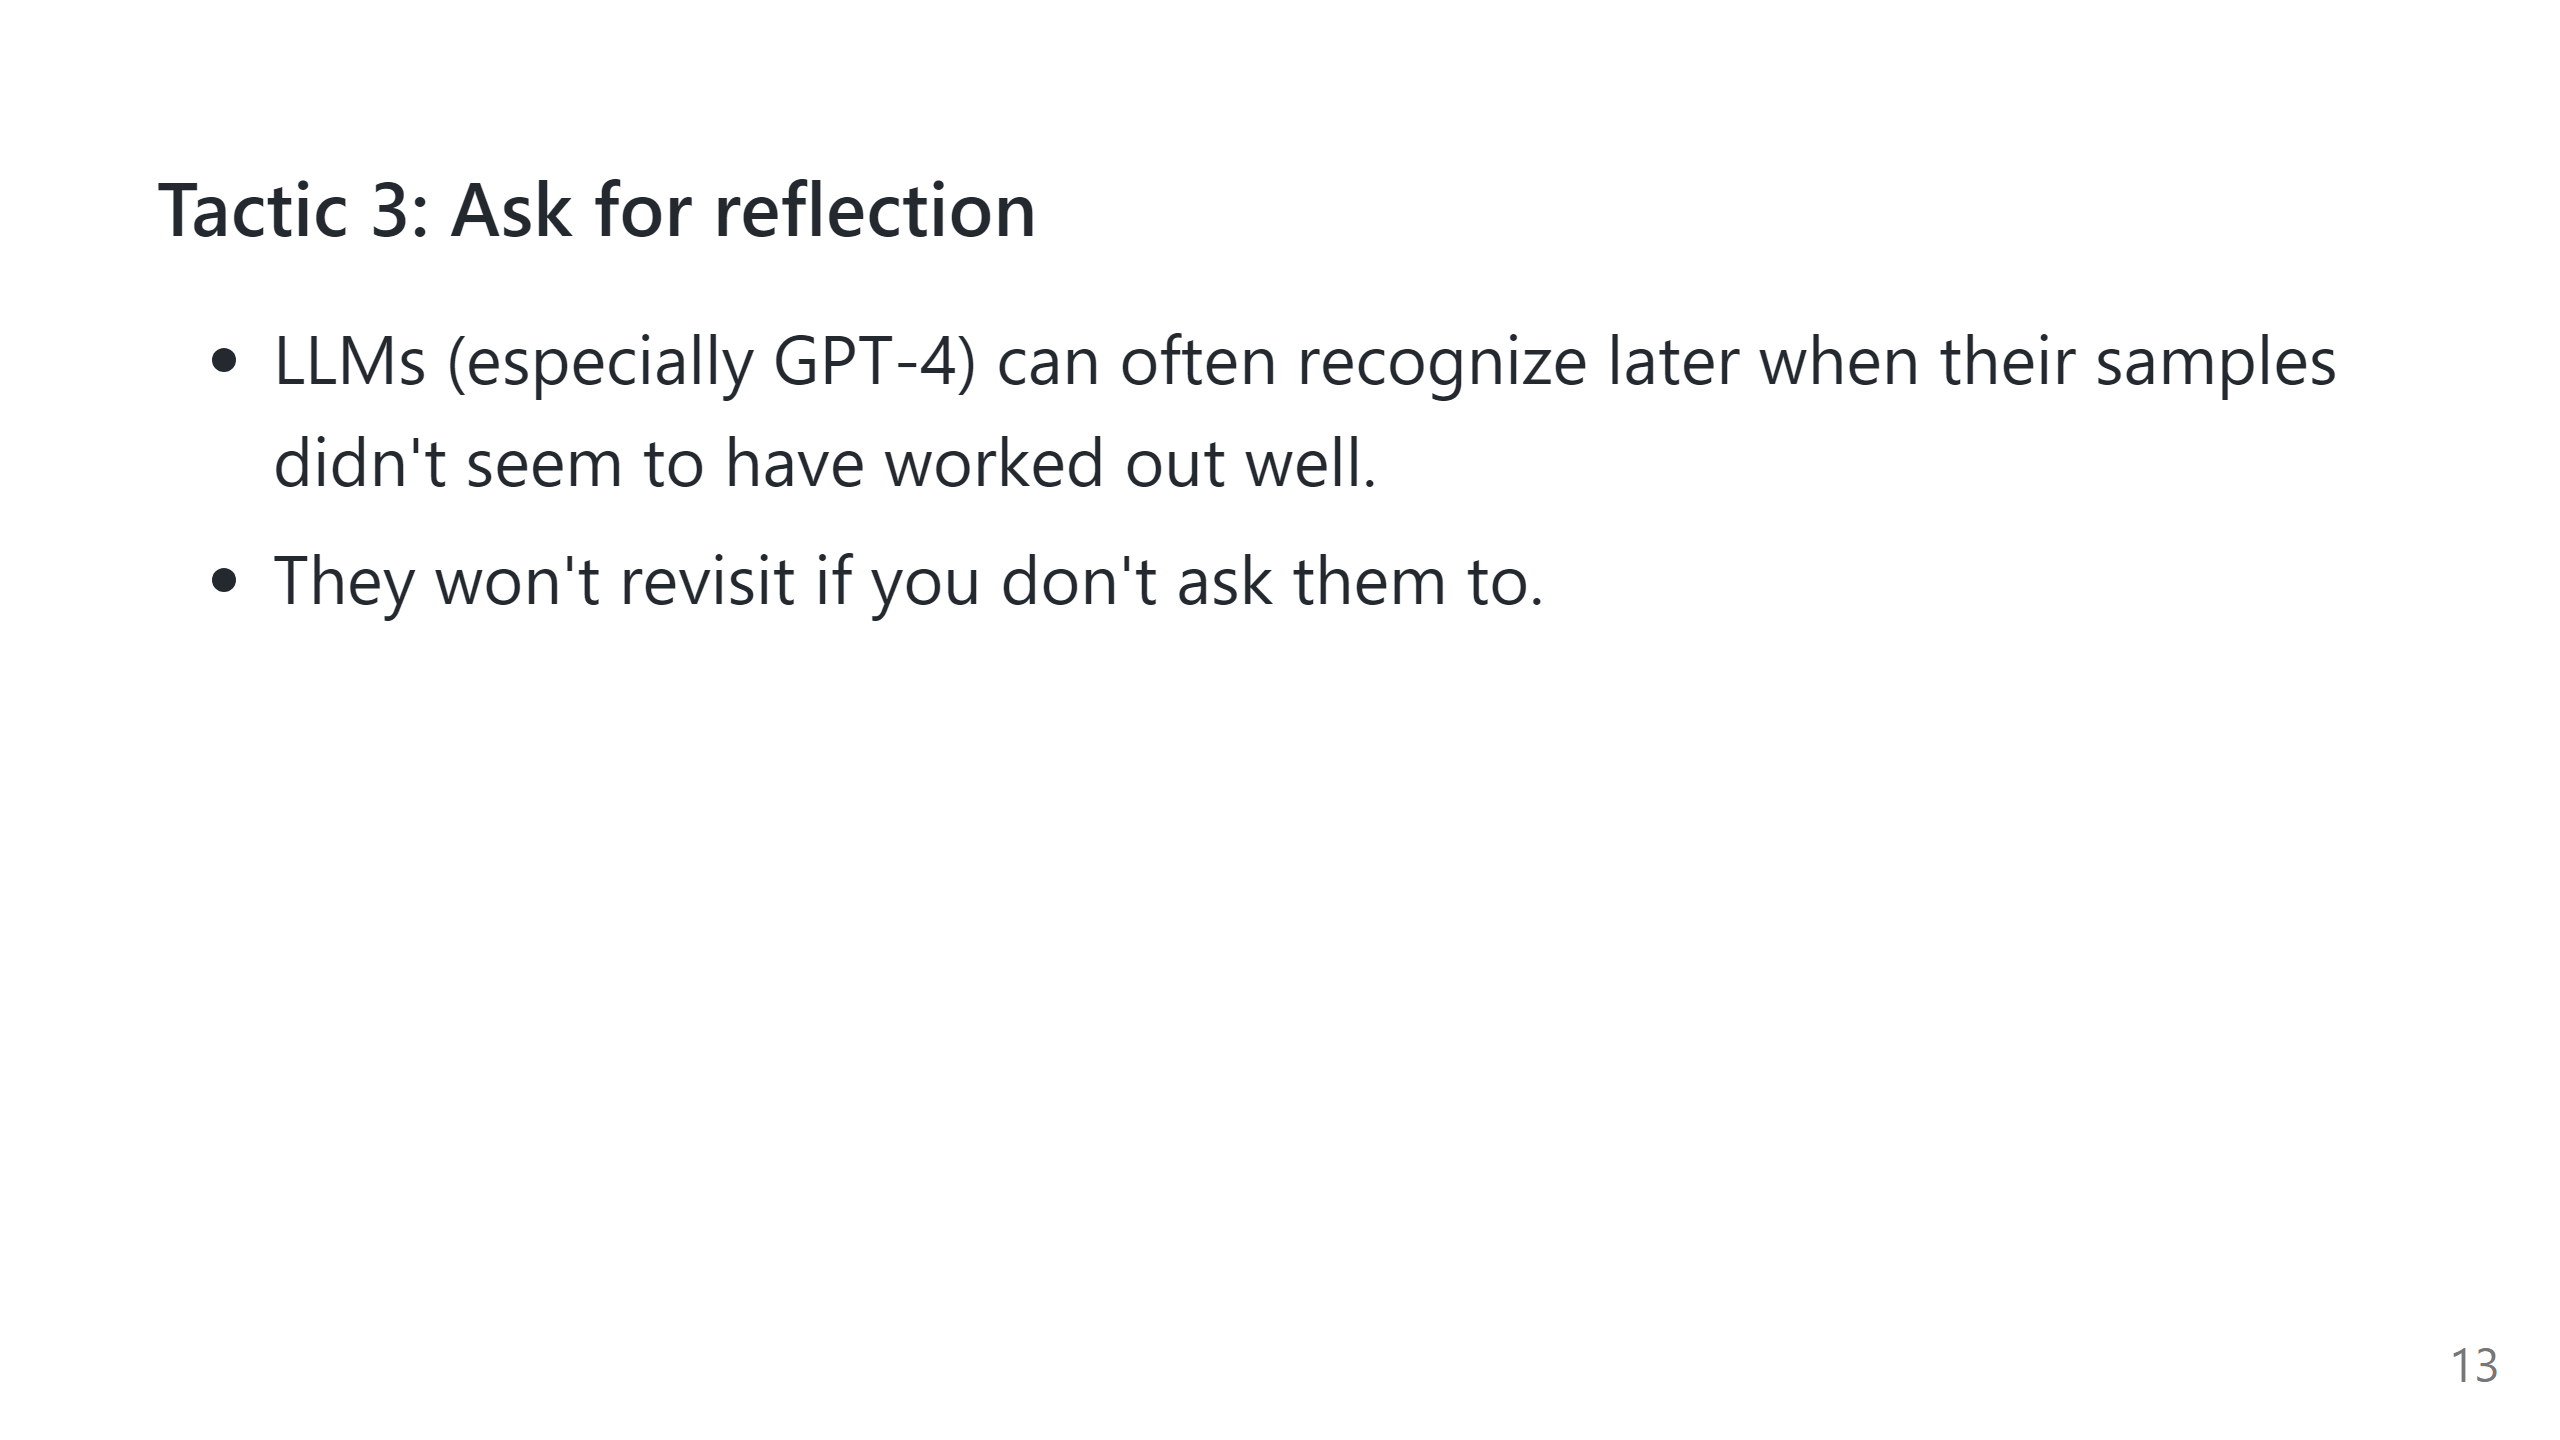 Tactic 3: Ask for reflection
• LLMs (especially GPT-4) can often recognize later when their samples
didn't seem to have worked out well.
• They won't revisit if you don't ask them to.
13